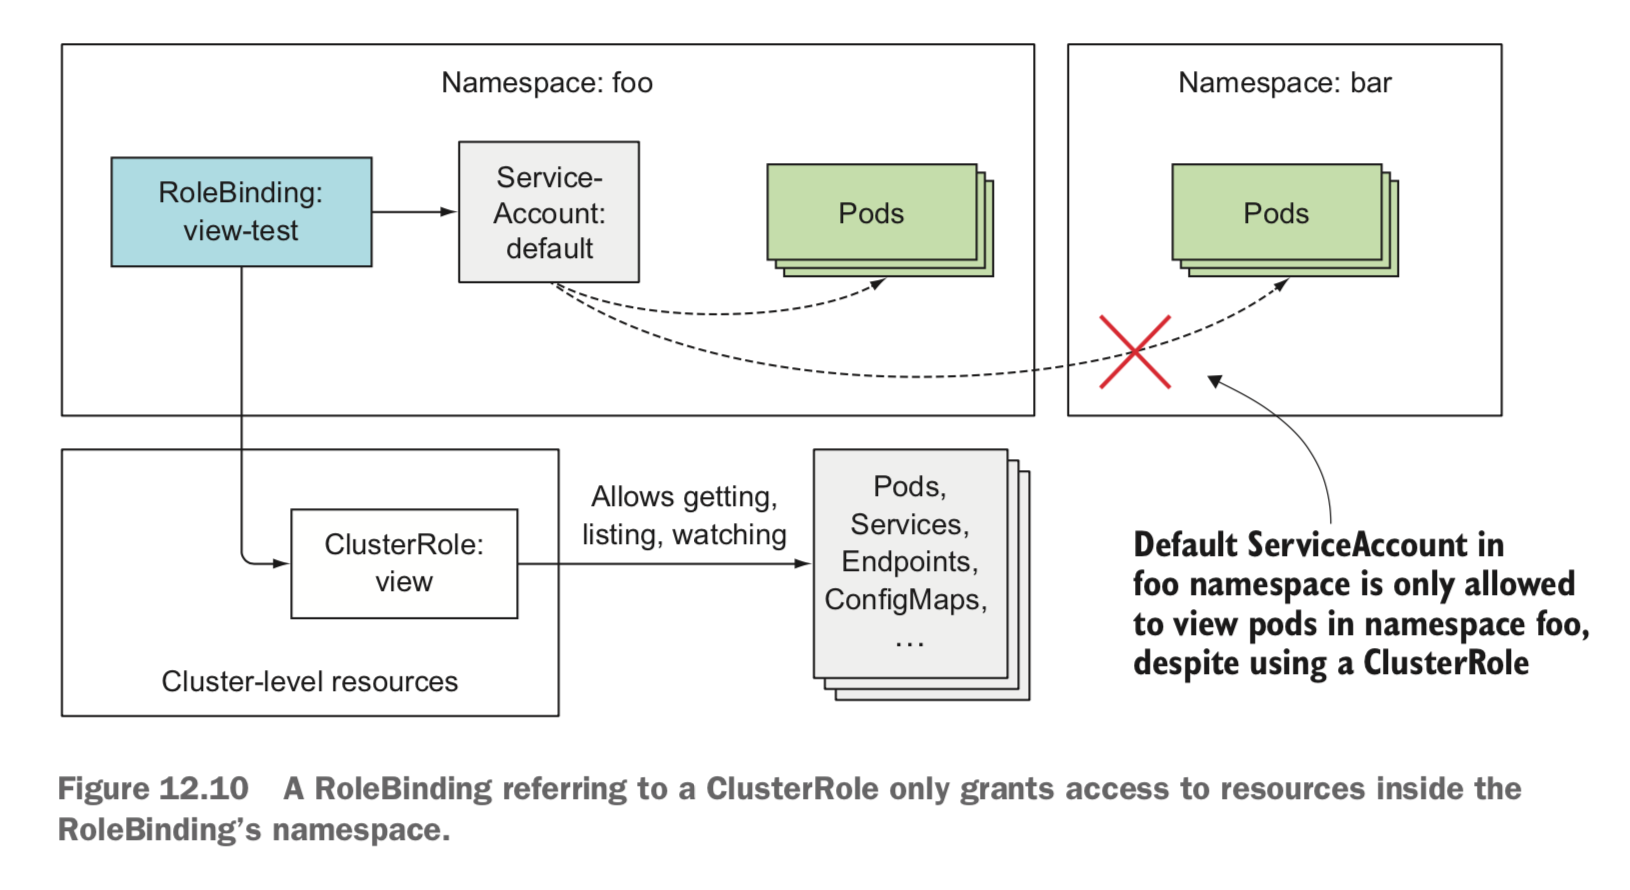 Namespace: foo
RoleBinding:
view-test
Service-
Account:
default
Pods
Namespace: bar
Pods
ClusterRole:
view
Cluster-level resources
Allows getting,
listing, watching
Pods,
Services,
Endpoints,
ConfigMaps,
...
Default ServiceAccount in
foo namespace is only allowed
to view pods in namespace foo,
despite using a ClusterRole
Figure 12.10 A RoleBinding referring to a ClusterRole only grants access to resources inside the
RoleBinding’s namespace.